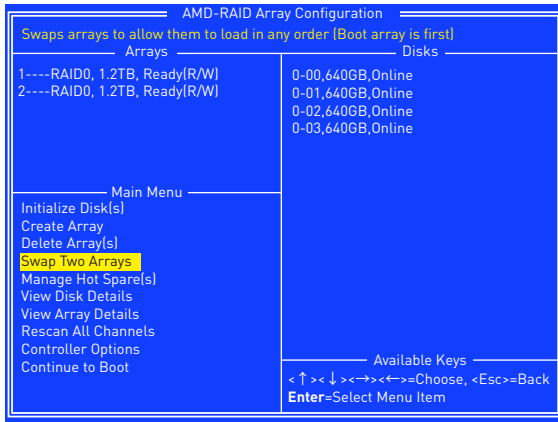 AMD-RAID Array Configuration
Swaps arrays to allow them to load in any order (Boot array is first)
Arrays
1----RAID0, 1.2TB, Ready(R/W)
2----RAID0, 1.2TB, Ready(R/W)
Disks
0-00,640GB,Online
0-01,640GB,Online
0-02,640GB,Online
0-03,640GB,Online
Main Menu
Initialize Disk(s)
Create Array
Delete Array(s)
Swap Two Arrays
Manage Hot Spare(s)
View Disk Details
View Array Details
Rescan All Channels
Controller Options
Continue to Boot
Available Keys
<↑><↓><→><←>=Choose, <Esc>=Back
Enter=Select Menu Item